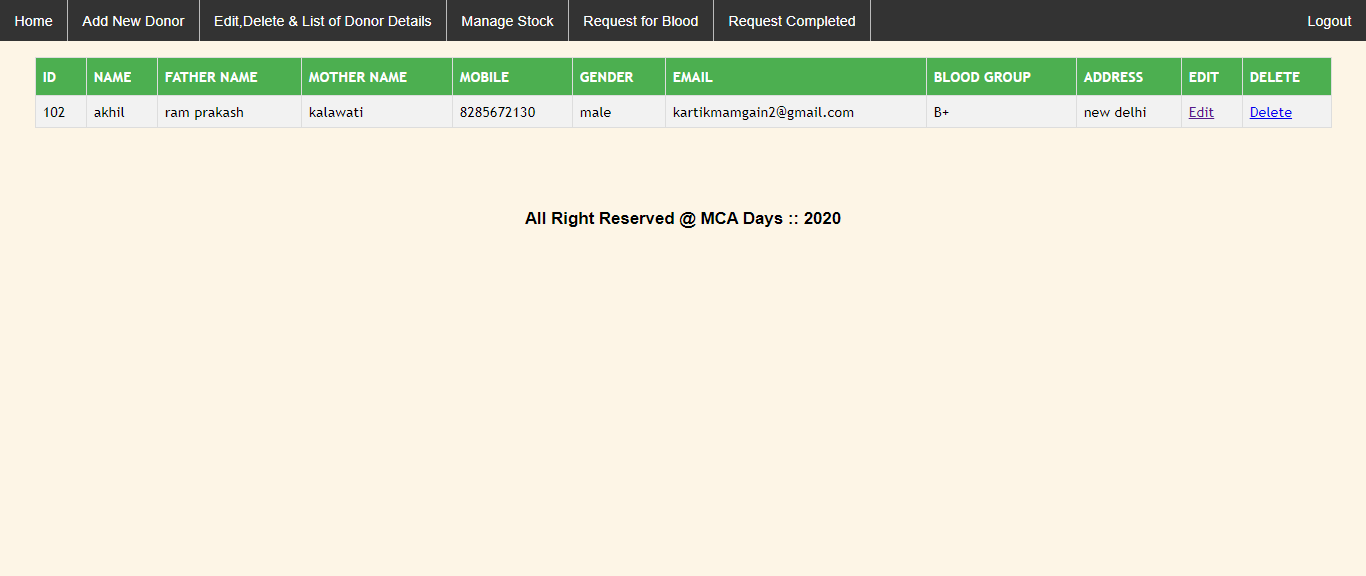 Home Add New Donor Edit,Delete & List of Donor Details Manage Stock Request for Blood Request Completed Logout
ID NAME FATHER NAME MOTHER NAME MOBILE GENDER EMAIL BLOOD GROUP ADDRESS EDIT DELETE
102 akhil ram prakash kalawati 8285672130 male kartikmamgain2@gmail.com B+ new delhi Edit Delete
All Right Reserved @ MCA Days :: 2020